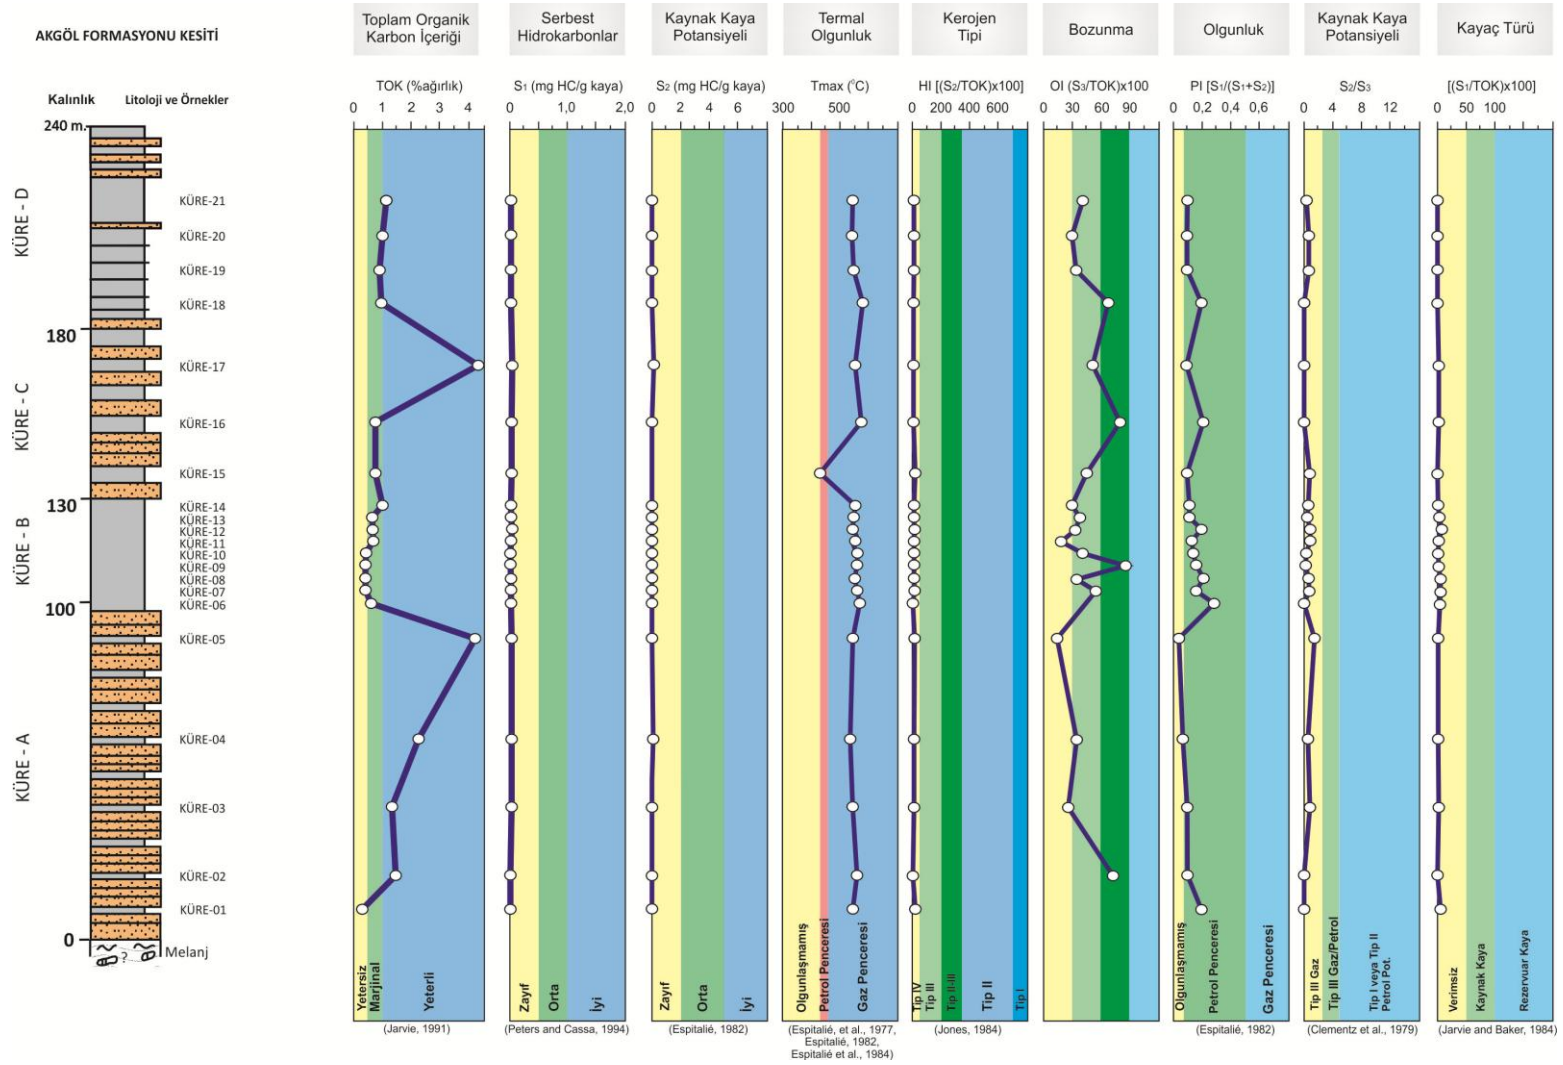 AKGÖL FORMASYONU KESİTİ
Toplam Organik
Karbon İçeriği
Serbest
Hidrokarbonlar
Kaynak Kaya
Potansiyeli
Termal
Olgunluk
Kerojen
Tipi
Bozunma
Olgunluk
Kaynak Kaya
Potansiyeli
Kayaç Türü
Kalınlık
Litoloji ve Örnekler
TOK (%ağırlık)
0 1 2 3 4
S1 (mg HC/g kaya)
0 1,0 2,0
S2 (mg HC/g kaya)
0 2 4 6
Tmax (°C)
300 500
HI [(S2/TOK)x100]
0 200 400 600
OI (S3/TOK)x100
0 30 60 90
PI [S1/(S1+S2)]
0 0,2 0,4 0,6
S2/S3
0 4 8 12
[(S1/TOK)x100]
0 50 100
240 m.
180
130
100
0
KÜRE - D
KÜRE - C
KÜRE - B
KÜRE - A
KÜRE-21
KÜRE-20
KÜRE-19
KÜRE-18
KÜRE-17
KÜRE-16
KÜRE-15
KÜRE-14
KÜRE-13
KÜRE-12
KÜRE-11
KÜRE-10
KÜRE-09
KÜRE-08
KÜRE-07
KÜRE-06
KÜRE-05
KÜRE-04
KÜRE-03
KÜRE-02
KÜRE-01
?
Melanj
Yetersiz
Marjinal
Yeterli
Zayıf
Orta
İyi
Zayıf
Orta
İyi
Olgunlaşmamış
Petrol Penceresi
Gaz Penceresi
Tip IV
Tip III
Tip II-III
Tip II
Tip I
Olgunlaşmamış
Petrol Penceresi
Gaz Penceresi
Tip III Gaz
Tip III Gaz/Petrol
Tip I veya Tip II
Petrol Pot.
Verimsiz
Kaynak Kaya
Rezervuar Kaya
(Jarvie, 1991)
(Peters and Cassa, 1994)
(Espitalié, 1982)
(Espitalié, et al., 1977,
Espitalié, 1982,
Espitalié et al., 1984)
(Jones, 1984)
(Espitalié, 1982)
(Clementz et al., 1979)
(Jarvie and Baker, 1984)